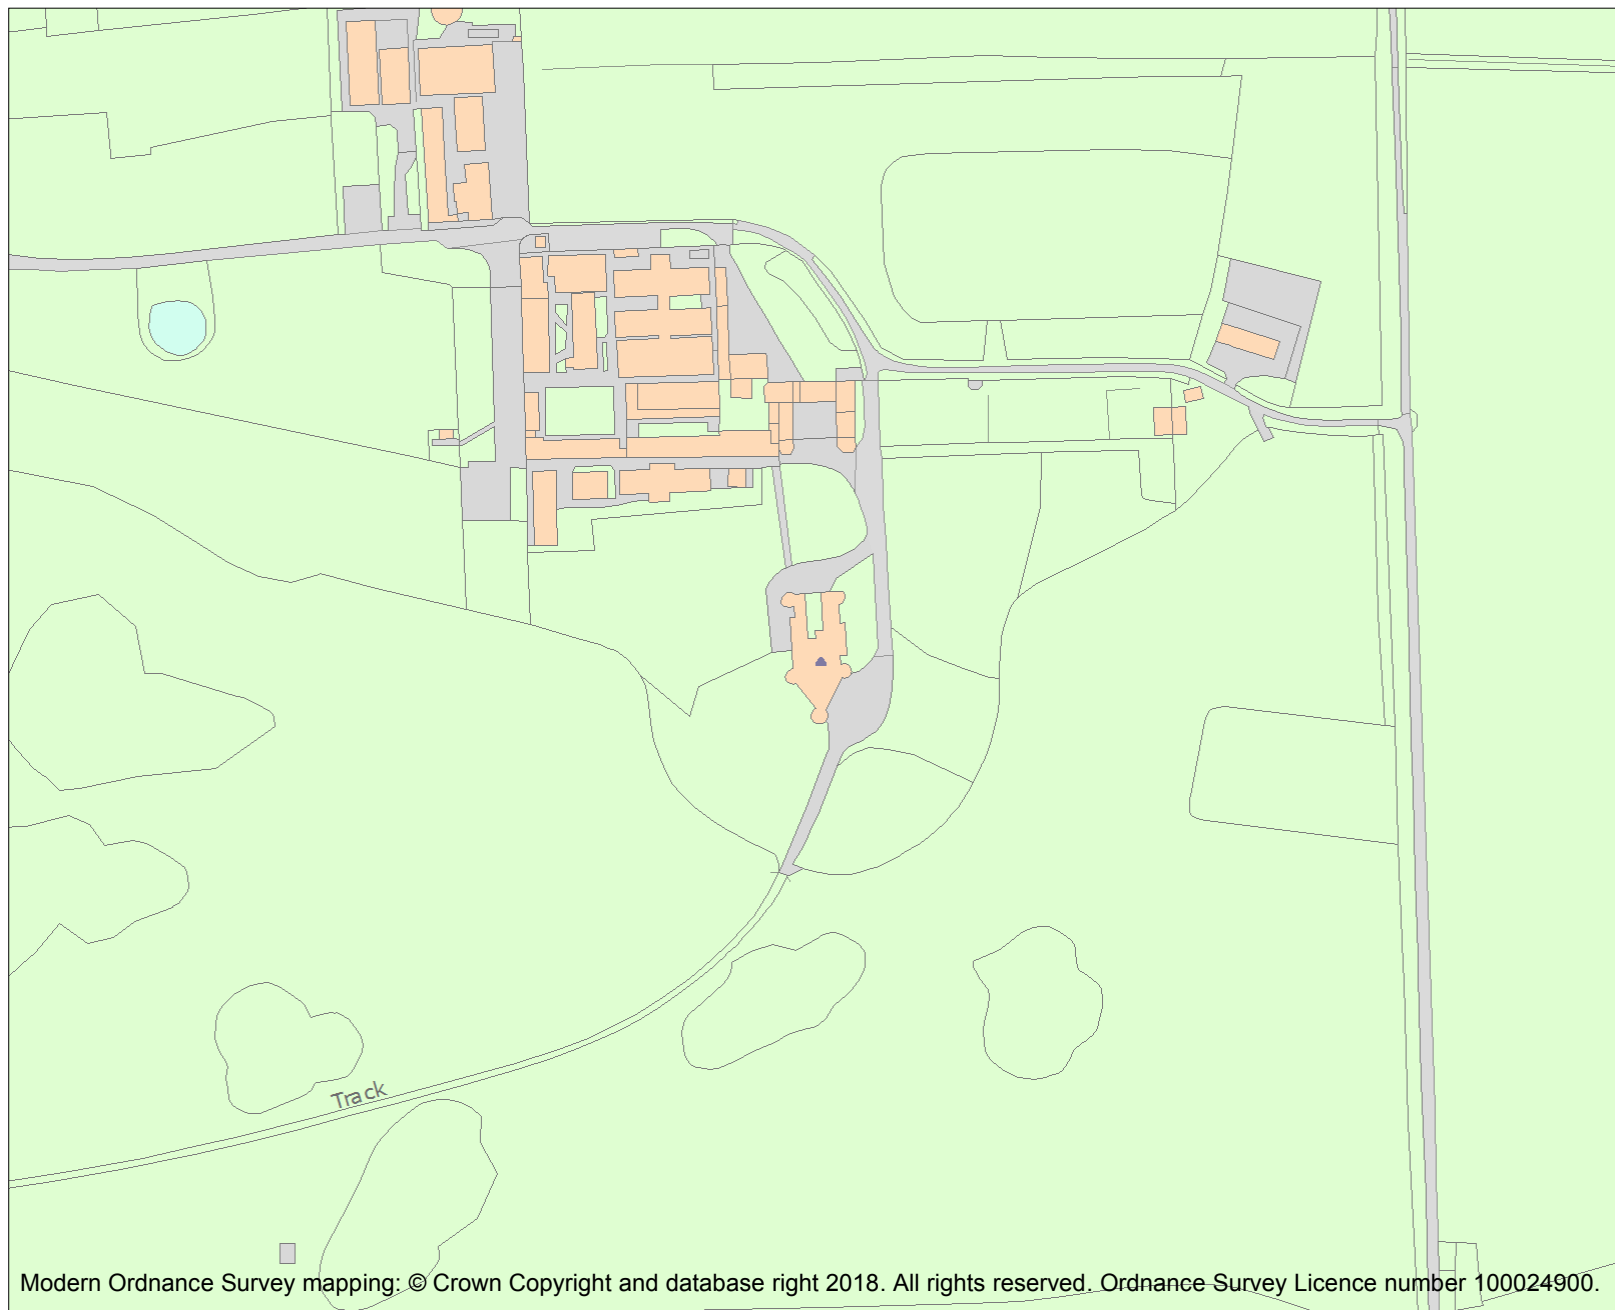 Track
Modern Ordnance Survey mapping: © Crown Copyright and database right 2018. All rights reserved. Ordnance Survey Licence number 100024900.